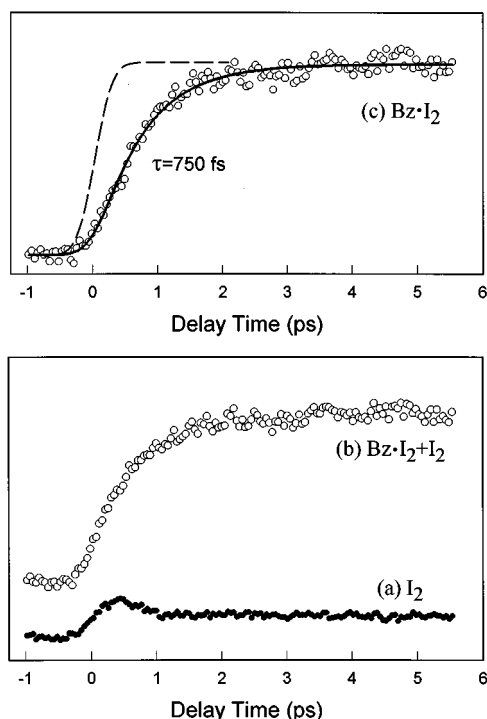 (c) Bz·I₂
τ=750 fs
-1 0 1 2 3 4 5 6
Delay Time (ps)
(b) Bz·I₂+I₂
(a) I₂
-1 0 1 2 3 4 5 6
Delay Time (ps)